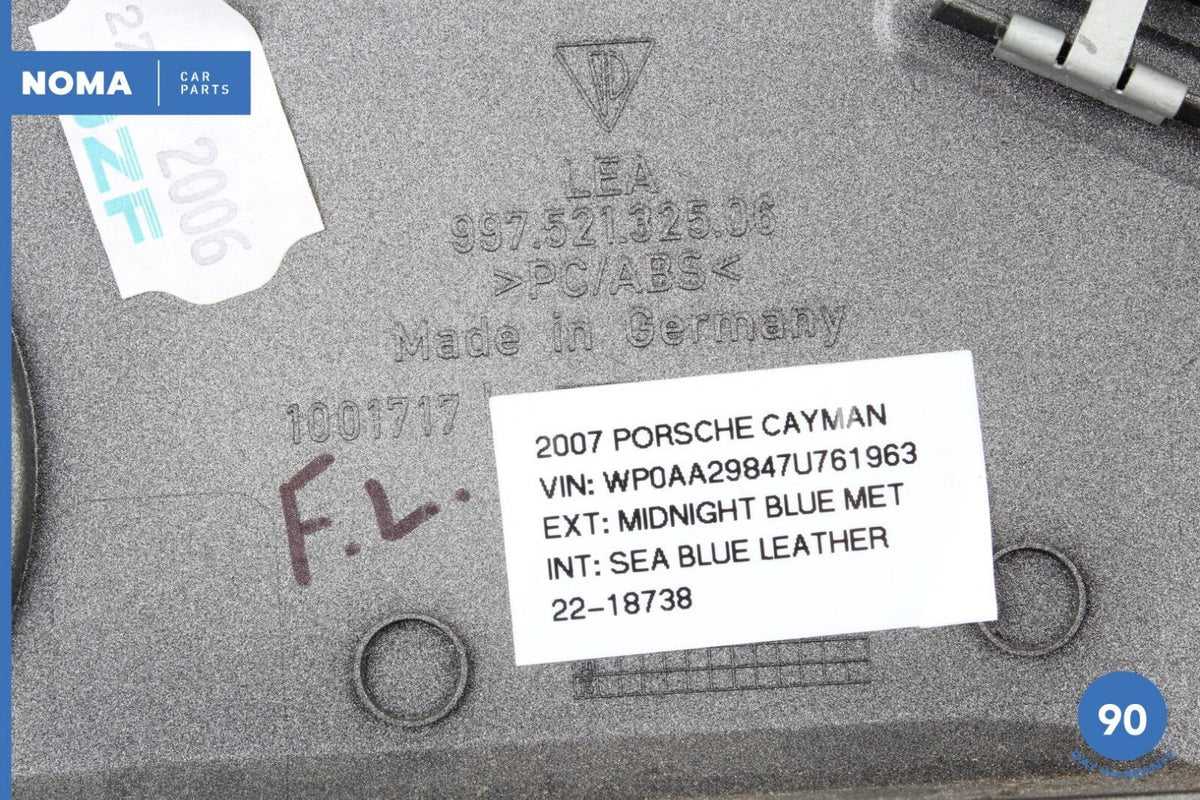 NOMA
CAR
PARTS
2006
LEA
997.521.325.06
>PC/ABS<
Made in Germany
1001717
F.L.
2007 PORSCHE CAYMAN
VIN: WP0AA29847U761963
EXT: MIDNIGHT BLUE MET
INT: SEA BLUE LEATHER
22-18738
90